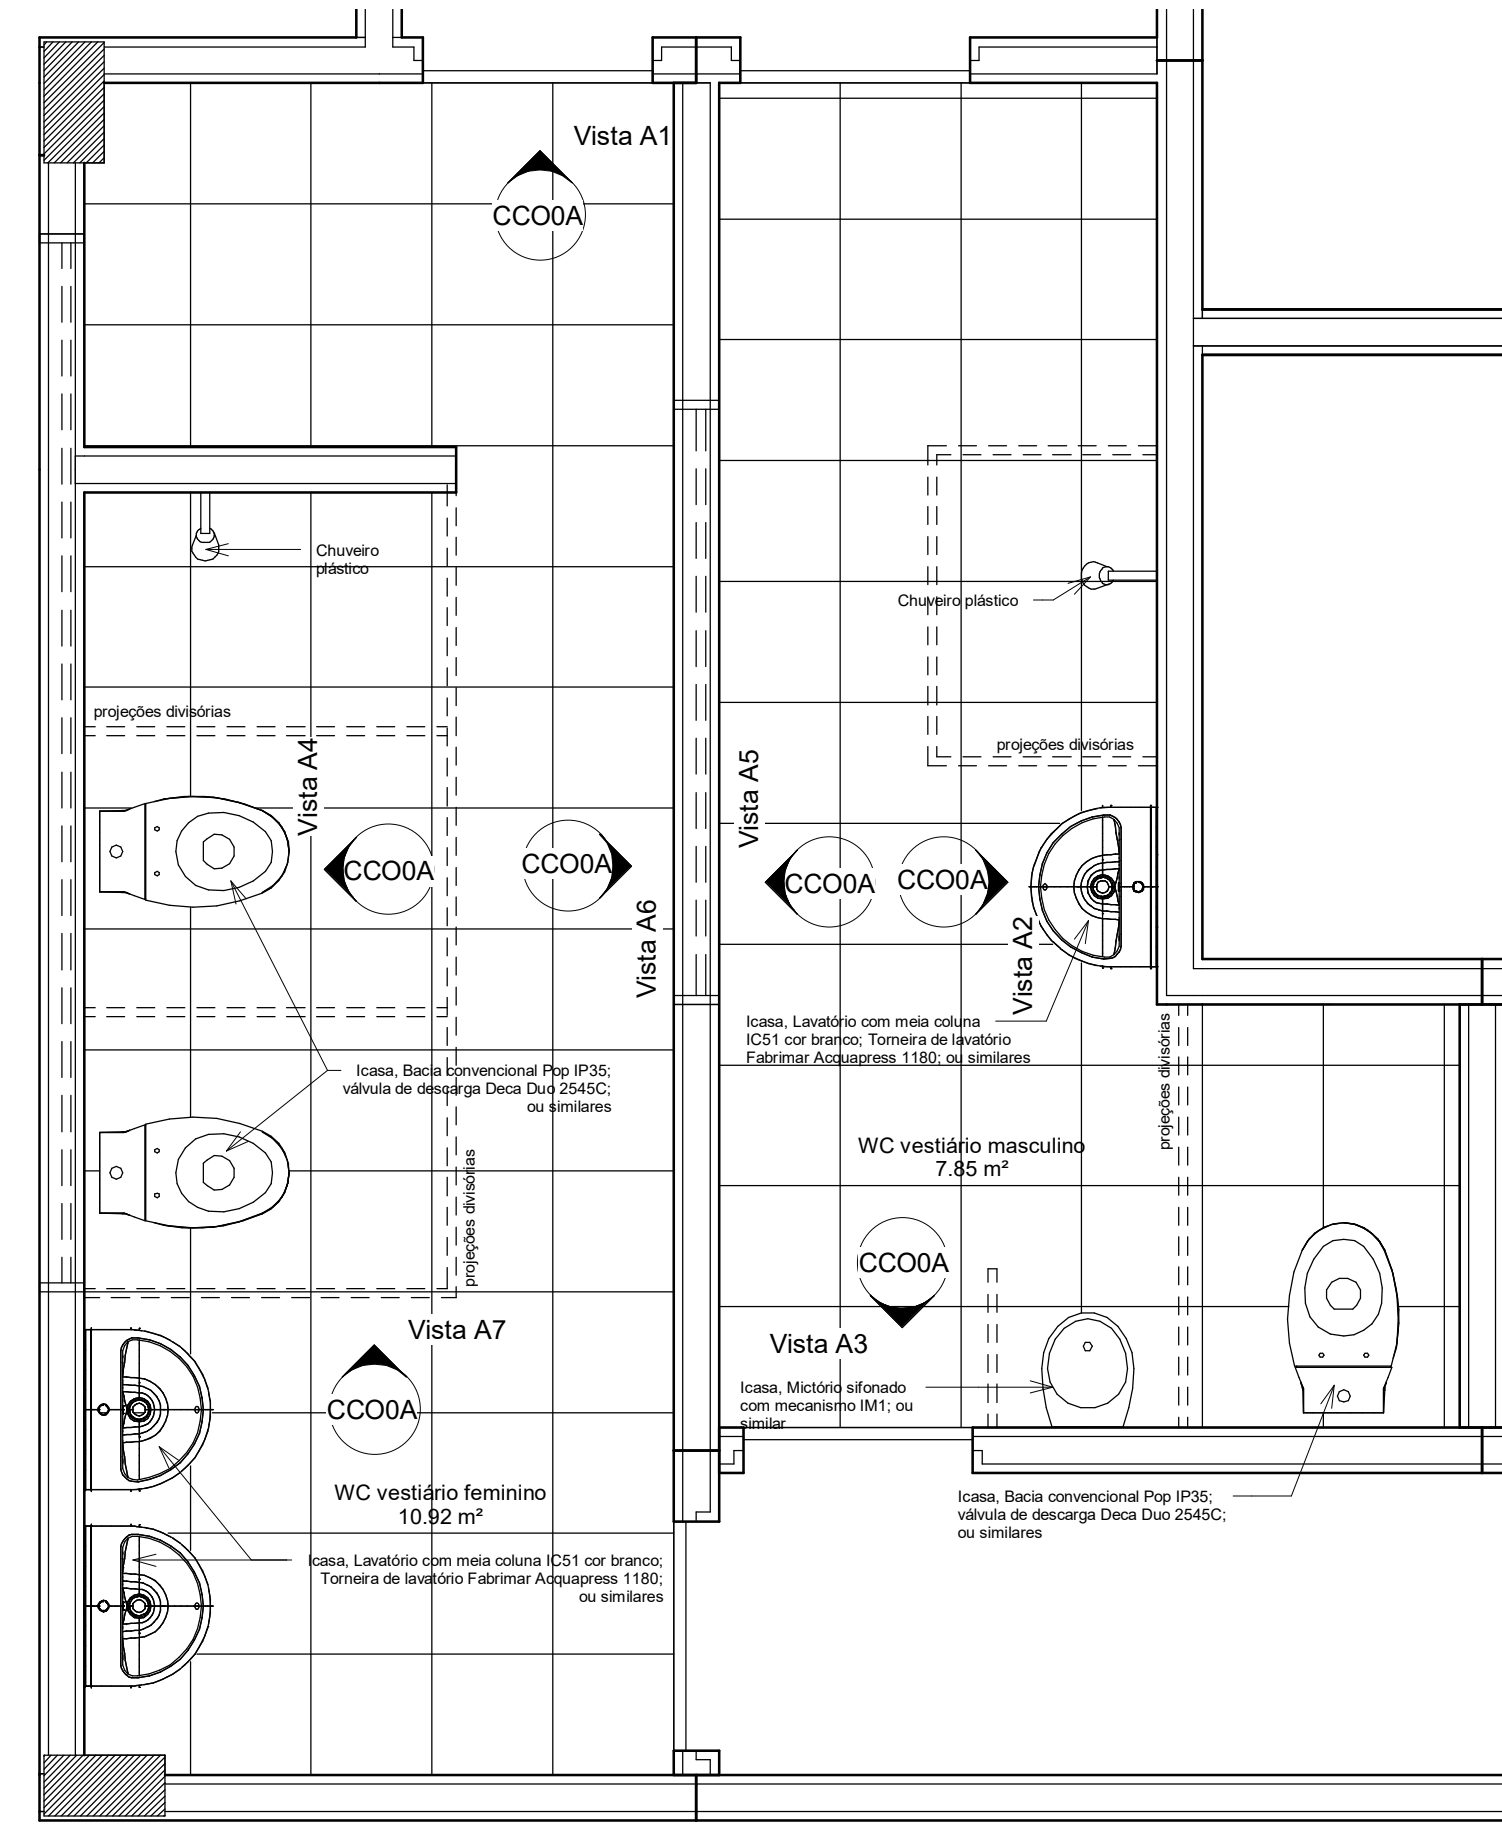 Vista A1
CCO0A
Chuveiro
plástico
Chuveiro plástico
projeções divisórias
projeções divisórias
Vista A4
CCO0A
CCO0A
Vista A6
Vista A5
CCO0A
CCO0A
Vista A2
Icasa, Lavatório com meia coluna
IC51 cor branco; Torneira de lavatório
Fabrimar Acquapress 1180; ou similares
projeções divisórias
Icasa, Bacia convencional Pop IP35;
válvula de descarga Deca Duo 2545C;
ou similares
projeções divisórias
WC vestiário masculino
7.85 m²
CCO0A
Vista A3
Icasa, Mictório sifonado
com mecanismo IM1; ou
similar
Vista A7
CCO0A
WC vestiário feminino
10.92 m²
Icasa, Bacia convencional Pop IP35;
válvula de descarga Deca Duo 2545C;
ou similares
Icasa, Lavatório com meia coluna IC51 cor branco;
Torneira de lavatório Fabrimar Acquapress 1180;
ou similares